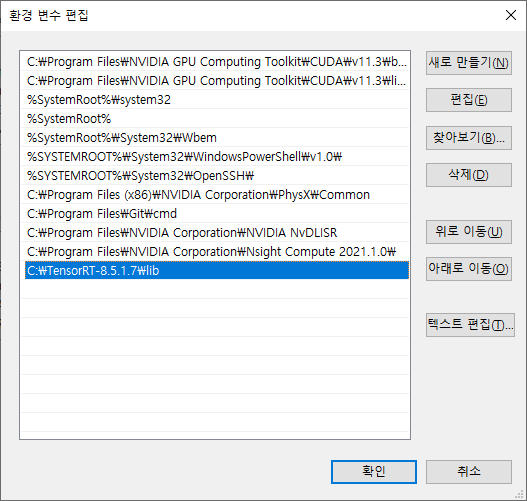 환경 변수 편집
C:₩Program Files₩NVIDIA GPU Computing Toolkit₩CUDA₩v11.3₩b...
C:₩Program Files₩NVIDIA GPU Computing Toolkit₩CUDA₩v11.3₩li...
%SystemRoot%₩system32
%SystemRoot%
%SystemRoot%₩System32₩Wbem
%SYSTEMROOT%₩System32₩WindowsPowerShell₩v1.0₩
%SYSTEMROOT%₩System32₩OpenSSH₩
C:₩Program Files (x86)₩NVIDIA Corporation₩PhysX₩Common
C:₩Program Files₩Git₩cmd
C:₩Program Files₩NVIDIA Corporation₩NVIDIA NvDLISR
C:₩Program Files₩NVIDIA Corporation₩Nsight Compute 2021.1.0₩
C:₩TensorRT-8.5.1.7₩lib
새로 만들기(N)
편집(E)
찾아보기(B)...
삭제(D)
위로 이동(U)
아래로 이동(O)
텍스트 편집(T)...
확인
취소